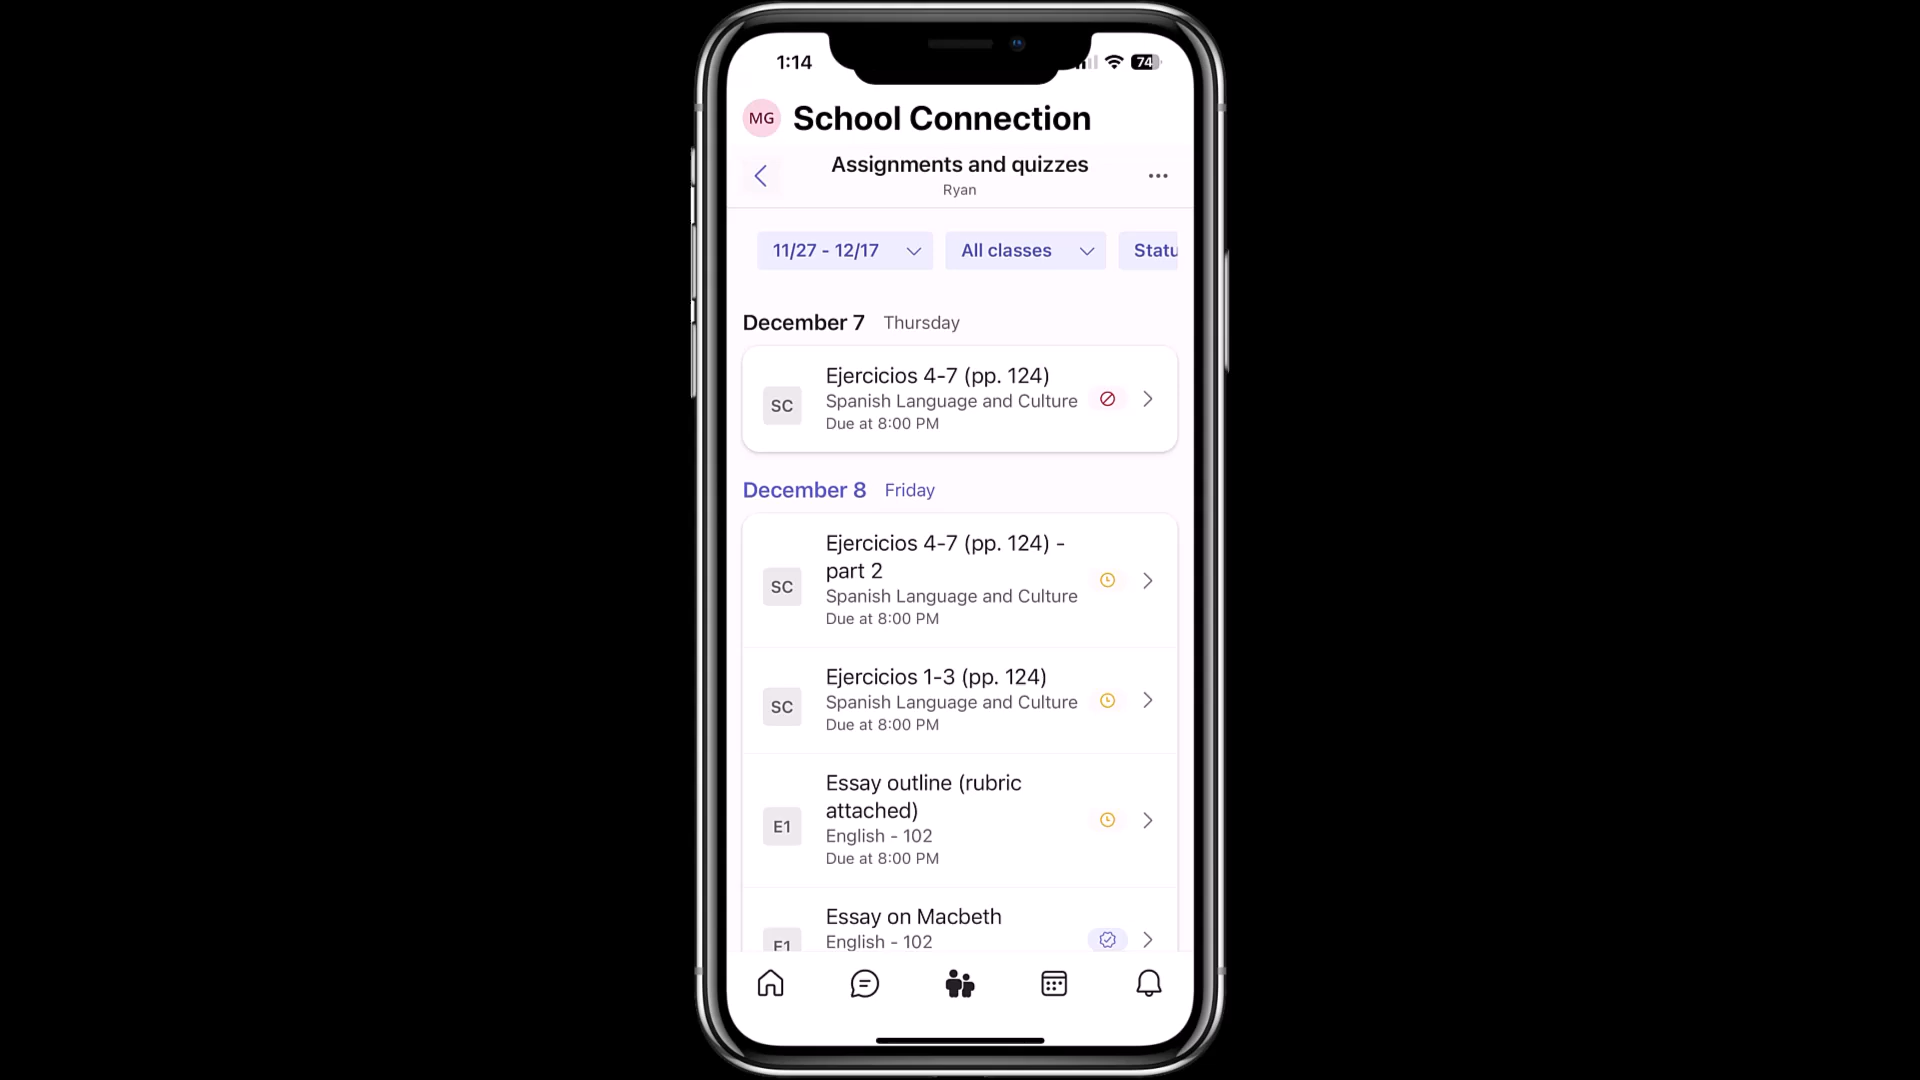 1:14
74
MG School Connection
Assignments and quizzes
Ryan
11/27 - 12/17
All classes
Statu
December 7 Thursday
SC
Ejercicios 4-7 (pp. 124)
Spanish Language and Culture
Due at 8:00 PM
December 8 Friday
SC
Ejercicios 4-7 (pp. 124) -
part 2
Spanish Language and Culture
Due at 8:00 PM
SC
Ejercicios 1-3 (pp. 124)
Spanish Language and Culture
Due at 8:00 PM
E1
Essay outline (rubric
attached)
English - 102
Due at 8:00 PM
E1
Essay on Macbeth
English - 102